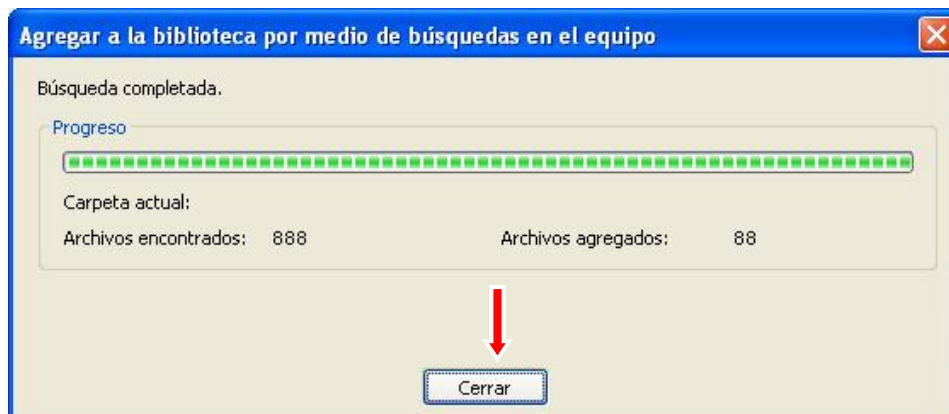 Agregar a la biblioteca por medio de búsquedas en el equipo
Búsqueda completada.
Progreso
Carpeta actual:
Archivos encontrados: 888 Archivos agregados: 88
Cerrar